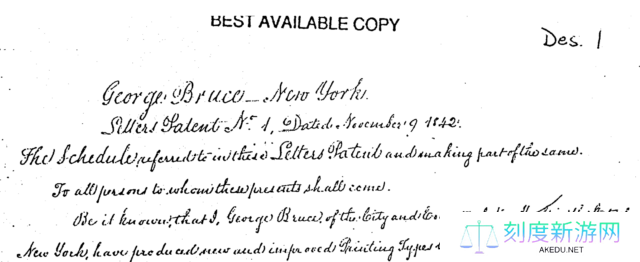 BEST AVAILABLE COPY
Des. 1
George Bruce – New York.
Letters Patent No. 1, Dated November 9 1842.
The Schedule referred to in these Letters Patent and making part of the same.
To all persons to whom these presents shall come.
Be it known, that I, George Bruce, of the City and
New York, have produced new and improved Printing Types
刻度新游网
AKEDU.NET